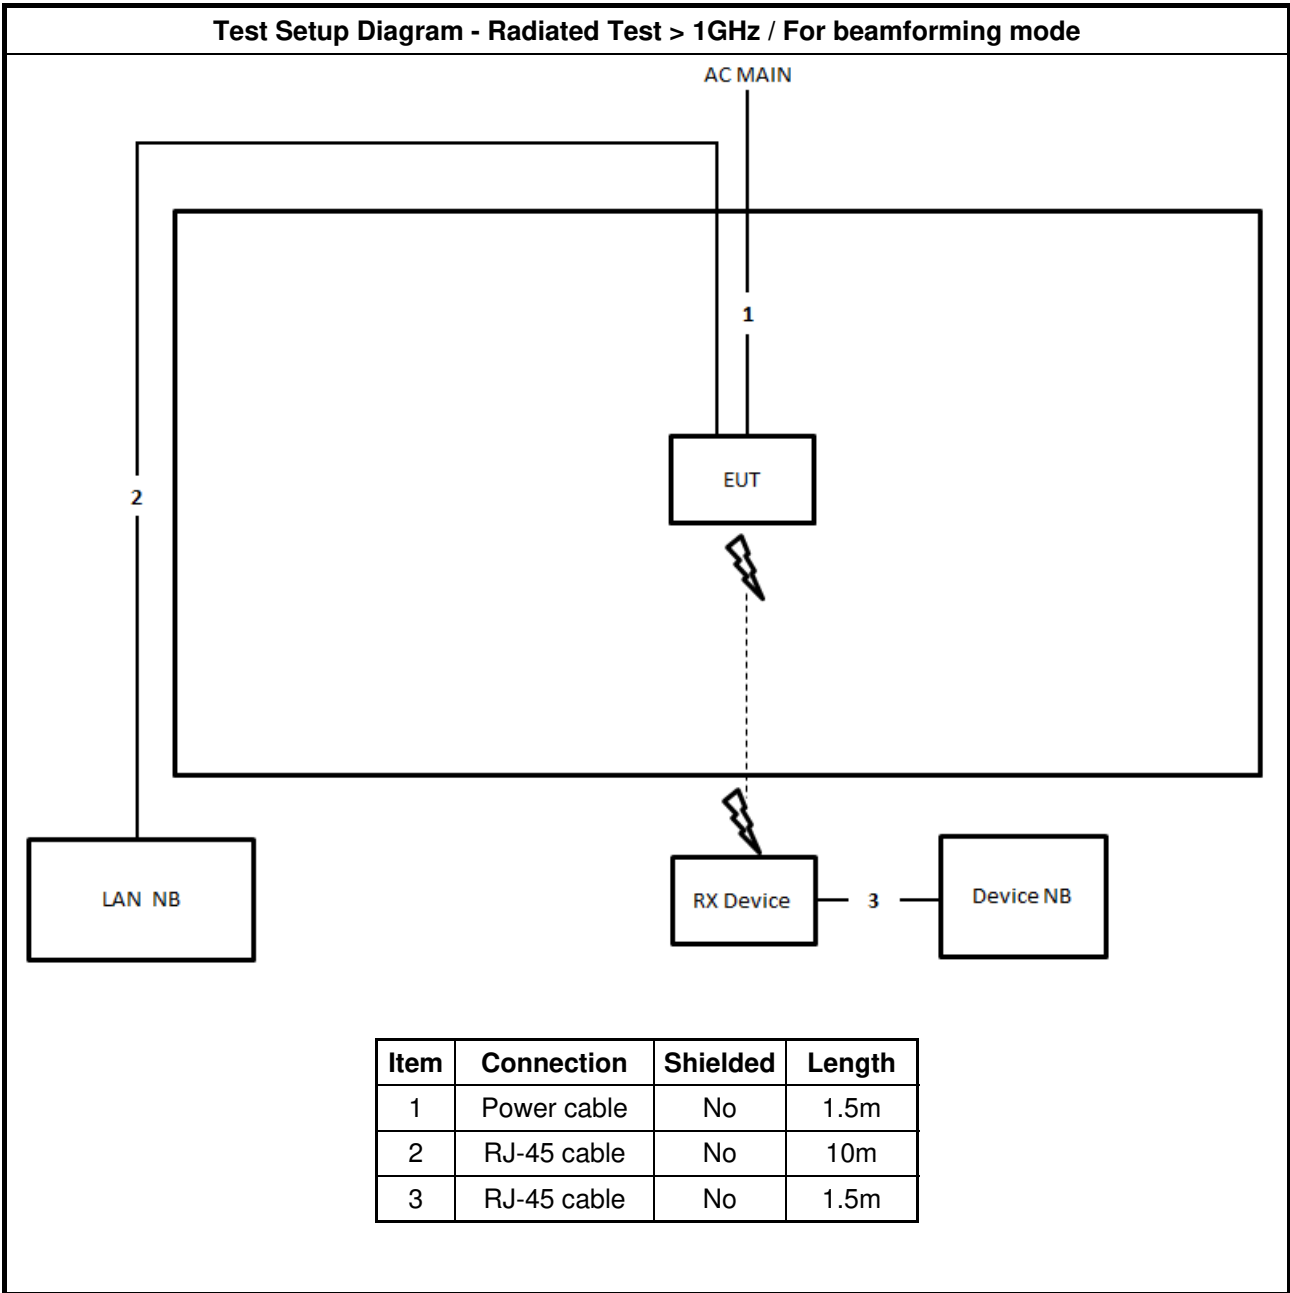 Test Setup Diagram - Radiated Test > 1GHz / For beamforming mode
AC MAIN
1
EUT
2
LAN NB
RX Device
3
Device NB
Item Connection Shielded Length
1 Power cable No 1.5m
2 RJ-45 cable No 10m
3 RJ-45 cable No 1.5m